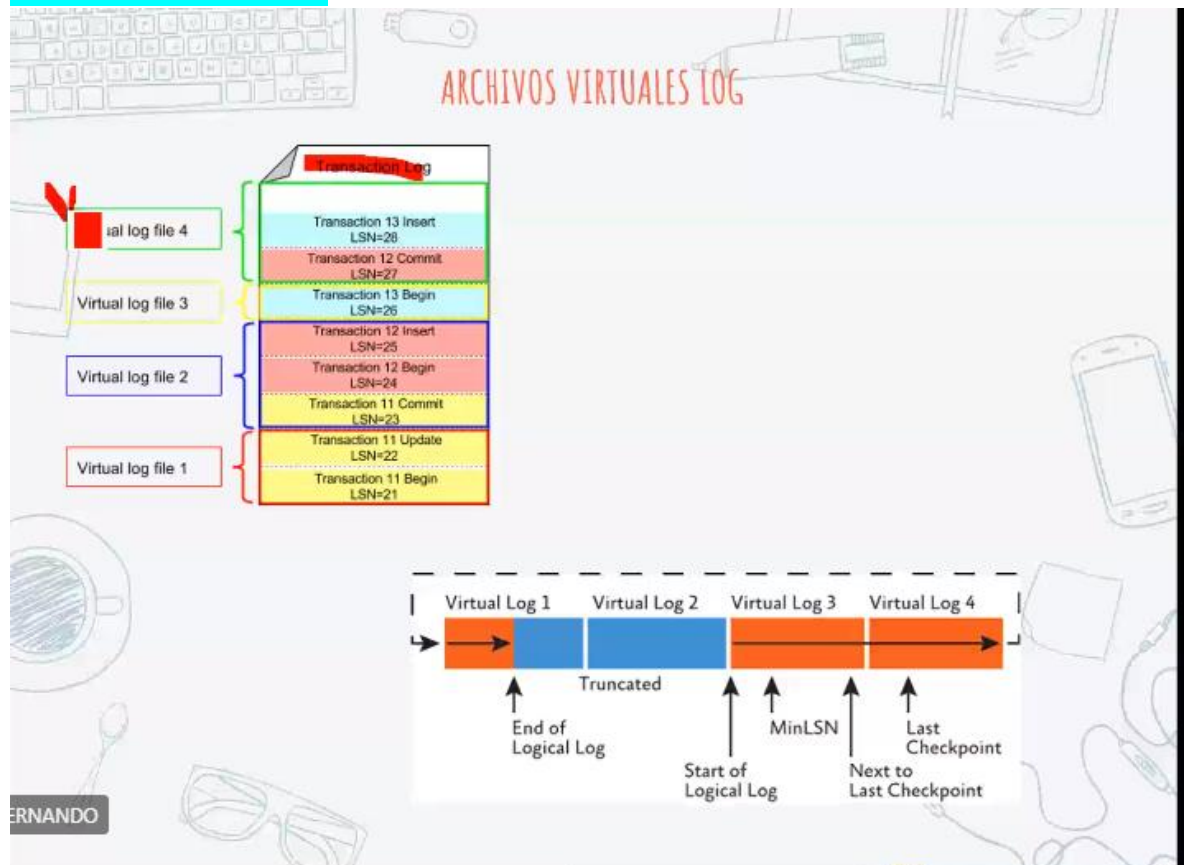 ARCHIVOS VIRTUALES LOG
Transaction Log
ual log file 4
Transaction 13 Insert
LSN=28
Transaction 12 Commit
LSN=27
Virtual log file 3
Transaction 13 Begin
LSN=26
Virtual log file 2
Transaction 12 Insert
LSN=25
Transaction 12 Begin
LSN=24
Transaction 11 Commit
LSN=23
Virtual log file 1
Transaction 11 Update
LSN=22
Transaction 11 Begin
LSN=21
Virtual Log 1 Virtual Log 2 Virtual Log 3 Virtual Log 4
Truncated
End of
Logical Log
MinLSN
Last
Checkpoint
Start of
Logical Log
Next to
Last Checkpoint
ERNANDO